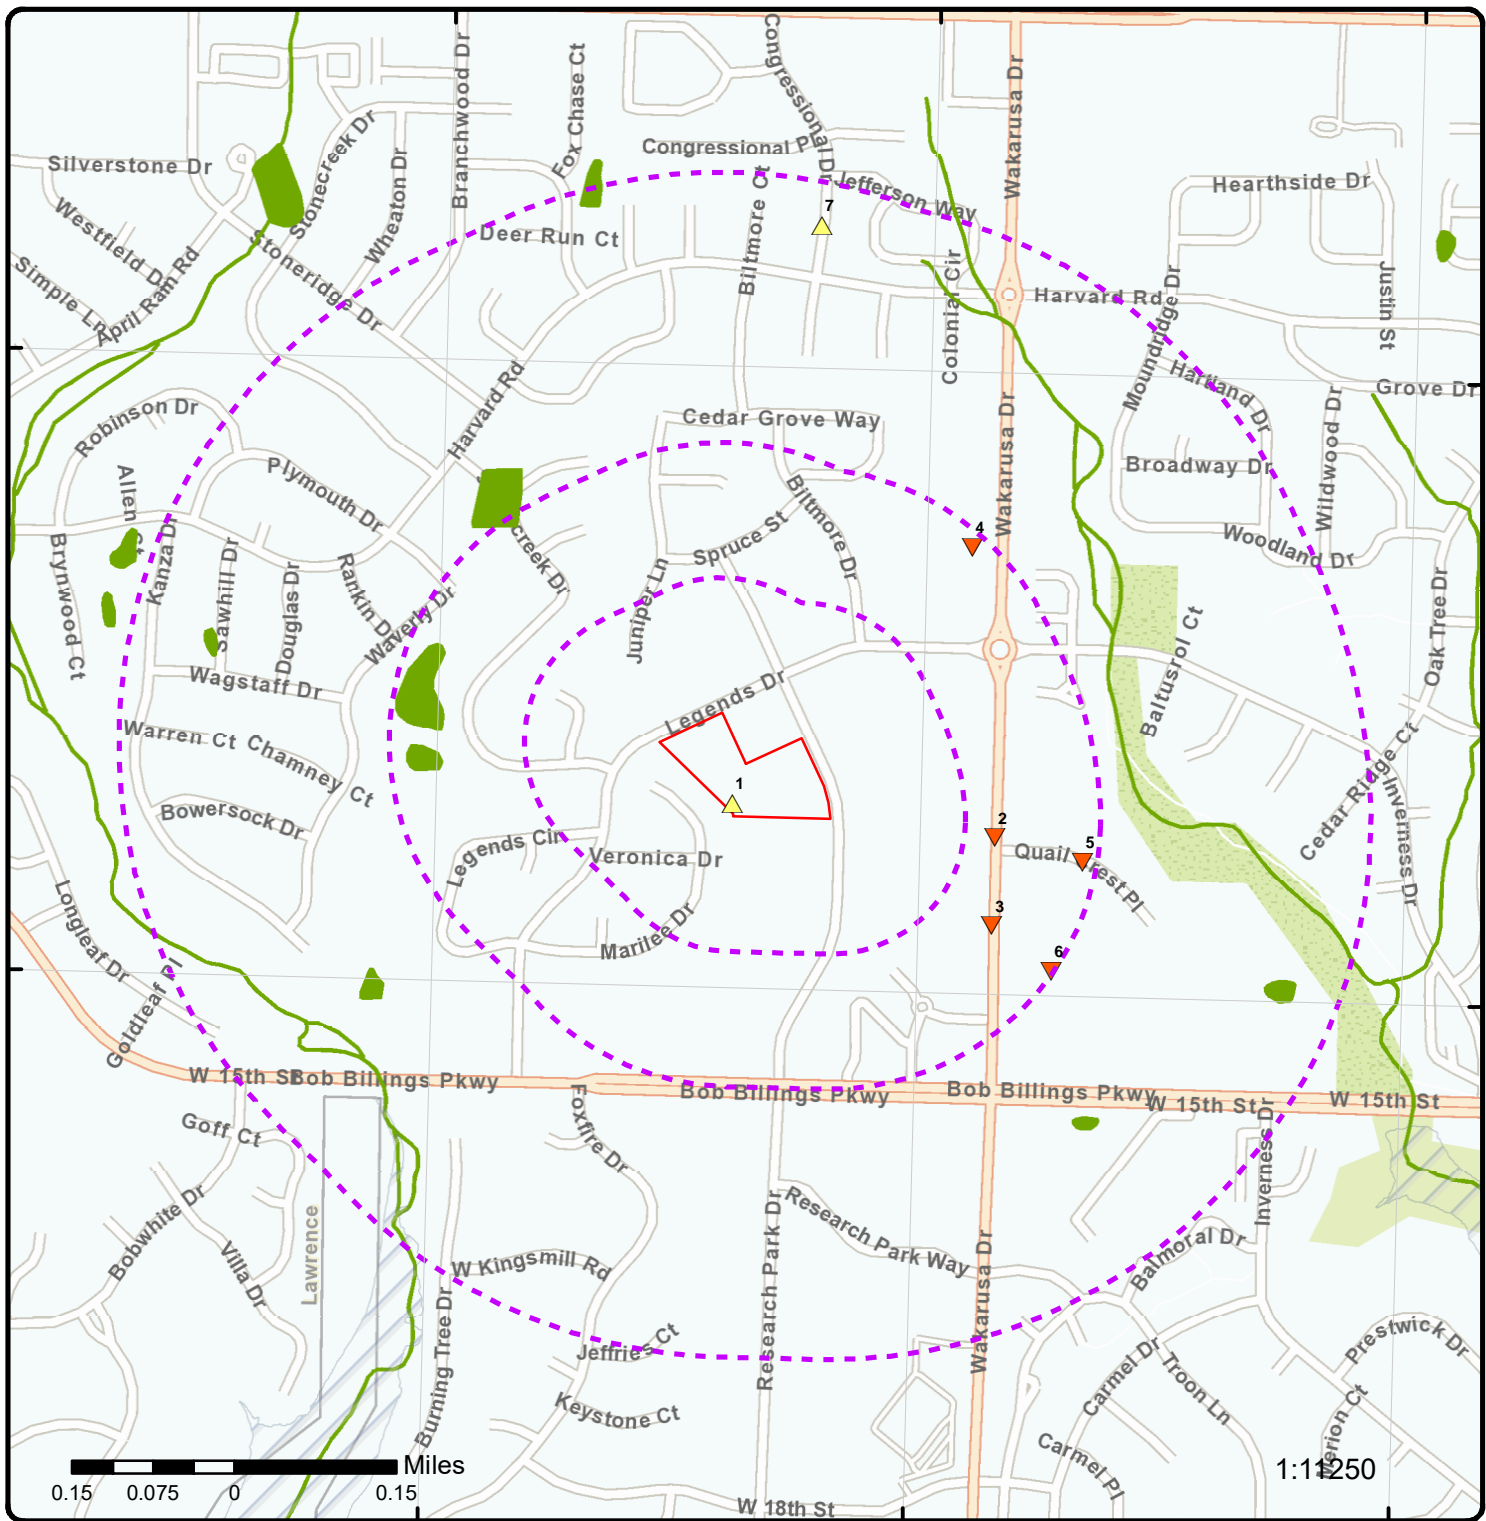 Congressional Dr
Fox Chase Ct
Branchwood Dr
Wakarusa Dr
Stonecreek Dr
Silverstone Dr
Wheaton Dr
Congressional Pl
Jefferson Way
Hearthside Dr
Biltmore Ct
7
Westfield Dr
Stoneridge Dr
Deer Run Ct
Simple Ln
April Ram Rd
Colonial Cir
Harvard Rd
Moundridge Dr
Justin St
Hartland Dr
Grove Dr
Robinson Dr
Harvard Rd
Cedar Grove Way
Wakarusa Dr
Wildwood Dr
Allen Ct
Plymouth Dr
Broadway Dr
Biltmore Dr
Spruce St
4
Woodland Dr
Brynwood Ct
Kanza Dr
Sawhill Dr
Douglas Dr
Rankin Dr
Waverly Dr
creek Dr
Juniper Ln
Baltusrol Ct
Oak Tree Dr
Wagstaff Dr
Legends Dr
Warren Ct
Chamney Ct
1
Cedar Ridge Ct
Inverness Dr
Bowersock Dr
Legends Cir
Veronica Dr
2
Quail
rest Pl
5
3
Longleaf Dr
Marilee Dr
6
Goldleaf Pl
W 15th St
Bob Billings Pkwy
Bob Billings Pkwy
Bob Billings Pkwy
W 15th St
W 15th St
Goff Ct
Foxfire Dr
Inverness Dr
Bobwhite Dr
Villa Dr
Lawrence
W Kingsmill Rd
Research Park Dr
Research Park Way
Wakarusa Dr
Balmoral Dr
Burning Tree Dr
Jeffries Ct
Keystone Ct
Carmel Dr
Troon Ln
Prestwick Dr
Merion Ct
Carmel Pl
W 18th St
Miles
0.15 0.075 0 0.15
1:11250